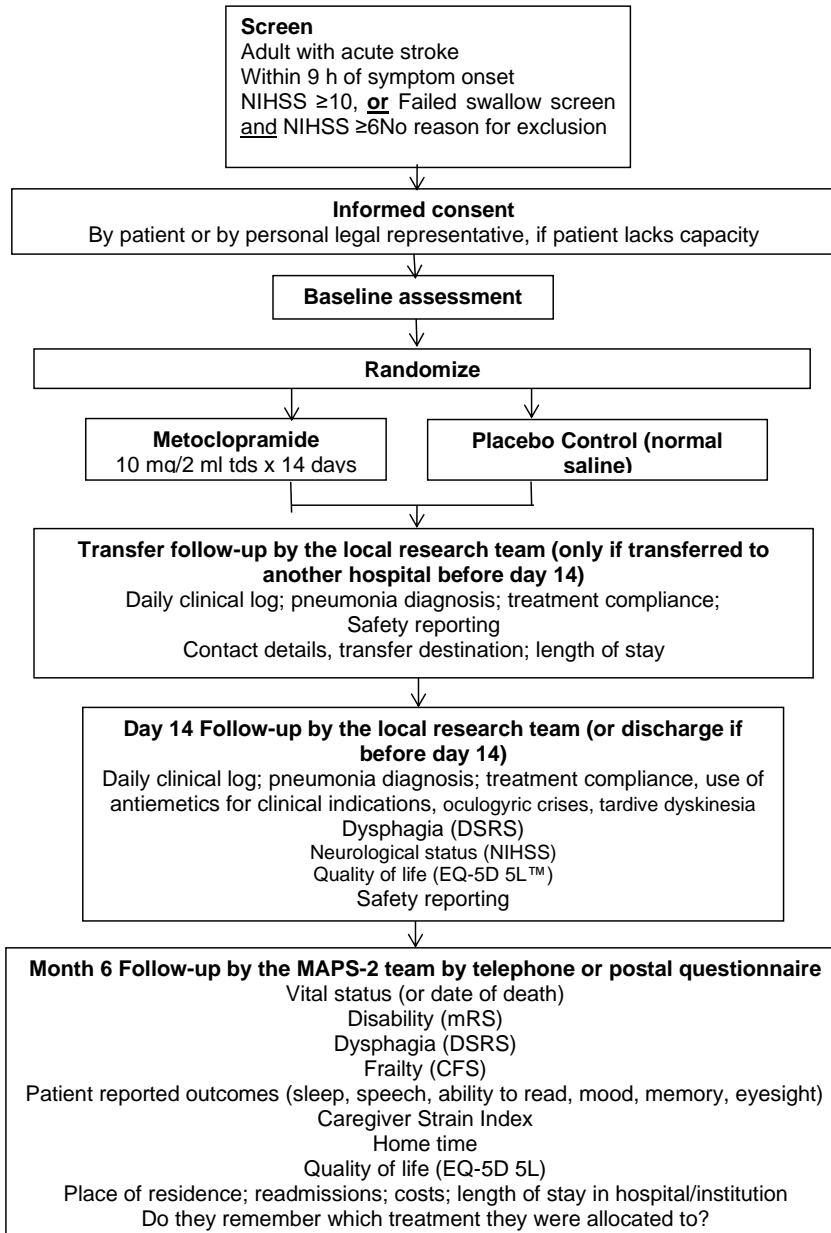 Screen
Adult with acute stroke
Within 9 h of symptom onset
NIHSS ≥10, or Failed swallow screen
and NIHSS ≥6No reason for exclusion
Informed consent
By patient or by personal legal representative, if patient lacks capacity
Baseline assessment
Randomize
Metoclopramide
10 mg/2 ml tds x 14 days
Placebo Control (normal
saline)
Transfer follow-up by the local research team (only if transferred to
another hospital before day 14)
Daily clinical log; pneumonia diagnosis; treatment compliance;
Safety reporting
Contact details, transfer destination; length of stay
Day 14 Follow-up by the local research team (or discharge if
before day 14)
Daily clinical log; pneumonia diagnosis; treatment compliance, use of
antiemetics for clinical indications, oculogyric crises, tardive dyskinesia
Dysphagia (DSRS)
Neurological status (NIHSS)
Quality of life (EQ-5D 5L™)
Safety reporting
Month 6 Follow-up by the MAPS-2 team by telephone or postal questionnaire
Vital status (or date of death)
Disability (mRS)
Dysphagia (DSRS)
Frailty (CFS)
Patient reported outcomes (sleep, speech, ability to read, mood, memory, eyesight)
Caregiver Strain Index
Home time
Quality of life (EQ-5D 5L)
Place of residence; readmissions; costs; length of stay in hospital/institution
Do they remember which treatment they were allocated to?